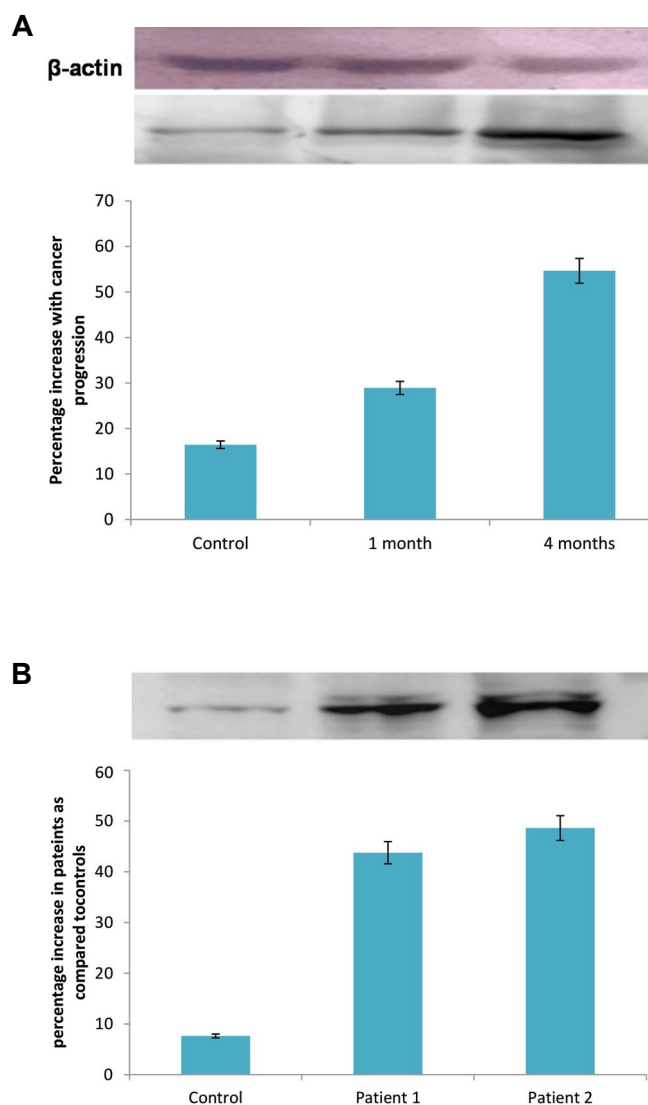 A
β-actin
70
60
50
40
30
20
10
0
Percentage increase with cancer
progression
Control 1 month 4 months
B
60
50
40
30
20
10
0
percentage increase in pateints as
compared tocontrols
Control Patient 1 Patient 2